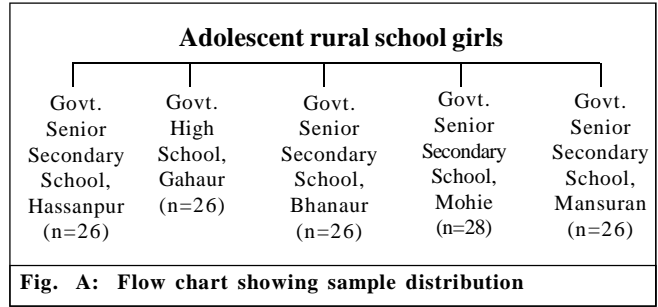 Adolescent rural school girls
Govt.
Senior
Secondary
School,
Hassanpur
(n=26)
Govt.
High
School,
Gahaur
(n=26)
Govt.
Senior
Secondary
School,
Bhanaur
(n=26)
Govt.
Senior
Secondary
School,
Mohie
(n=28)
Govt.
Senior
Secondary
School,
Mansuran
(n=26)
Fig. A: Flow chart showing sample distribution